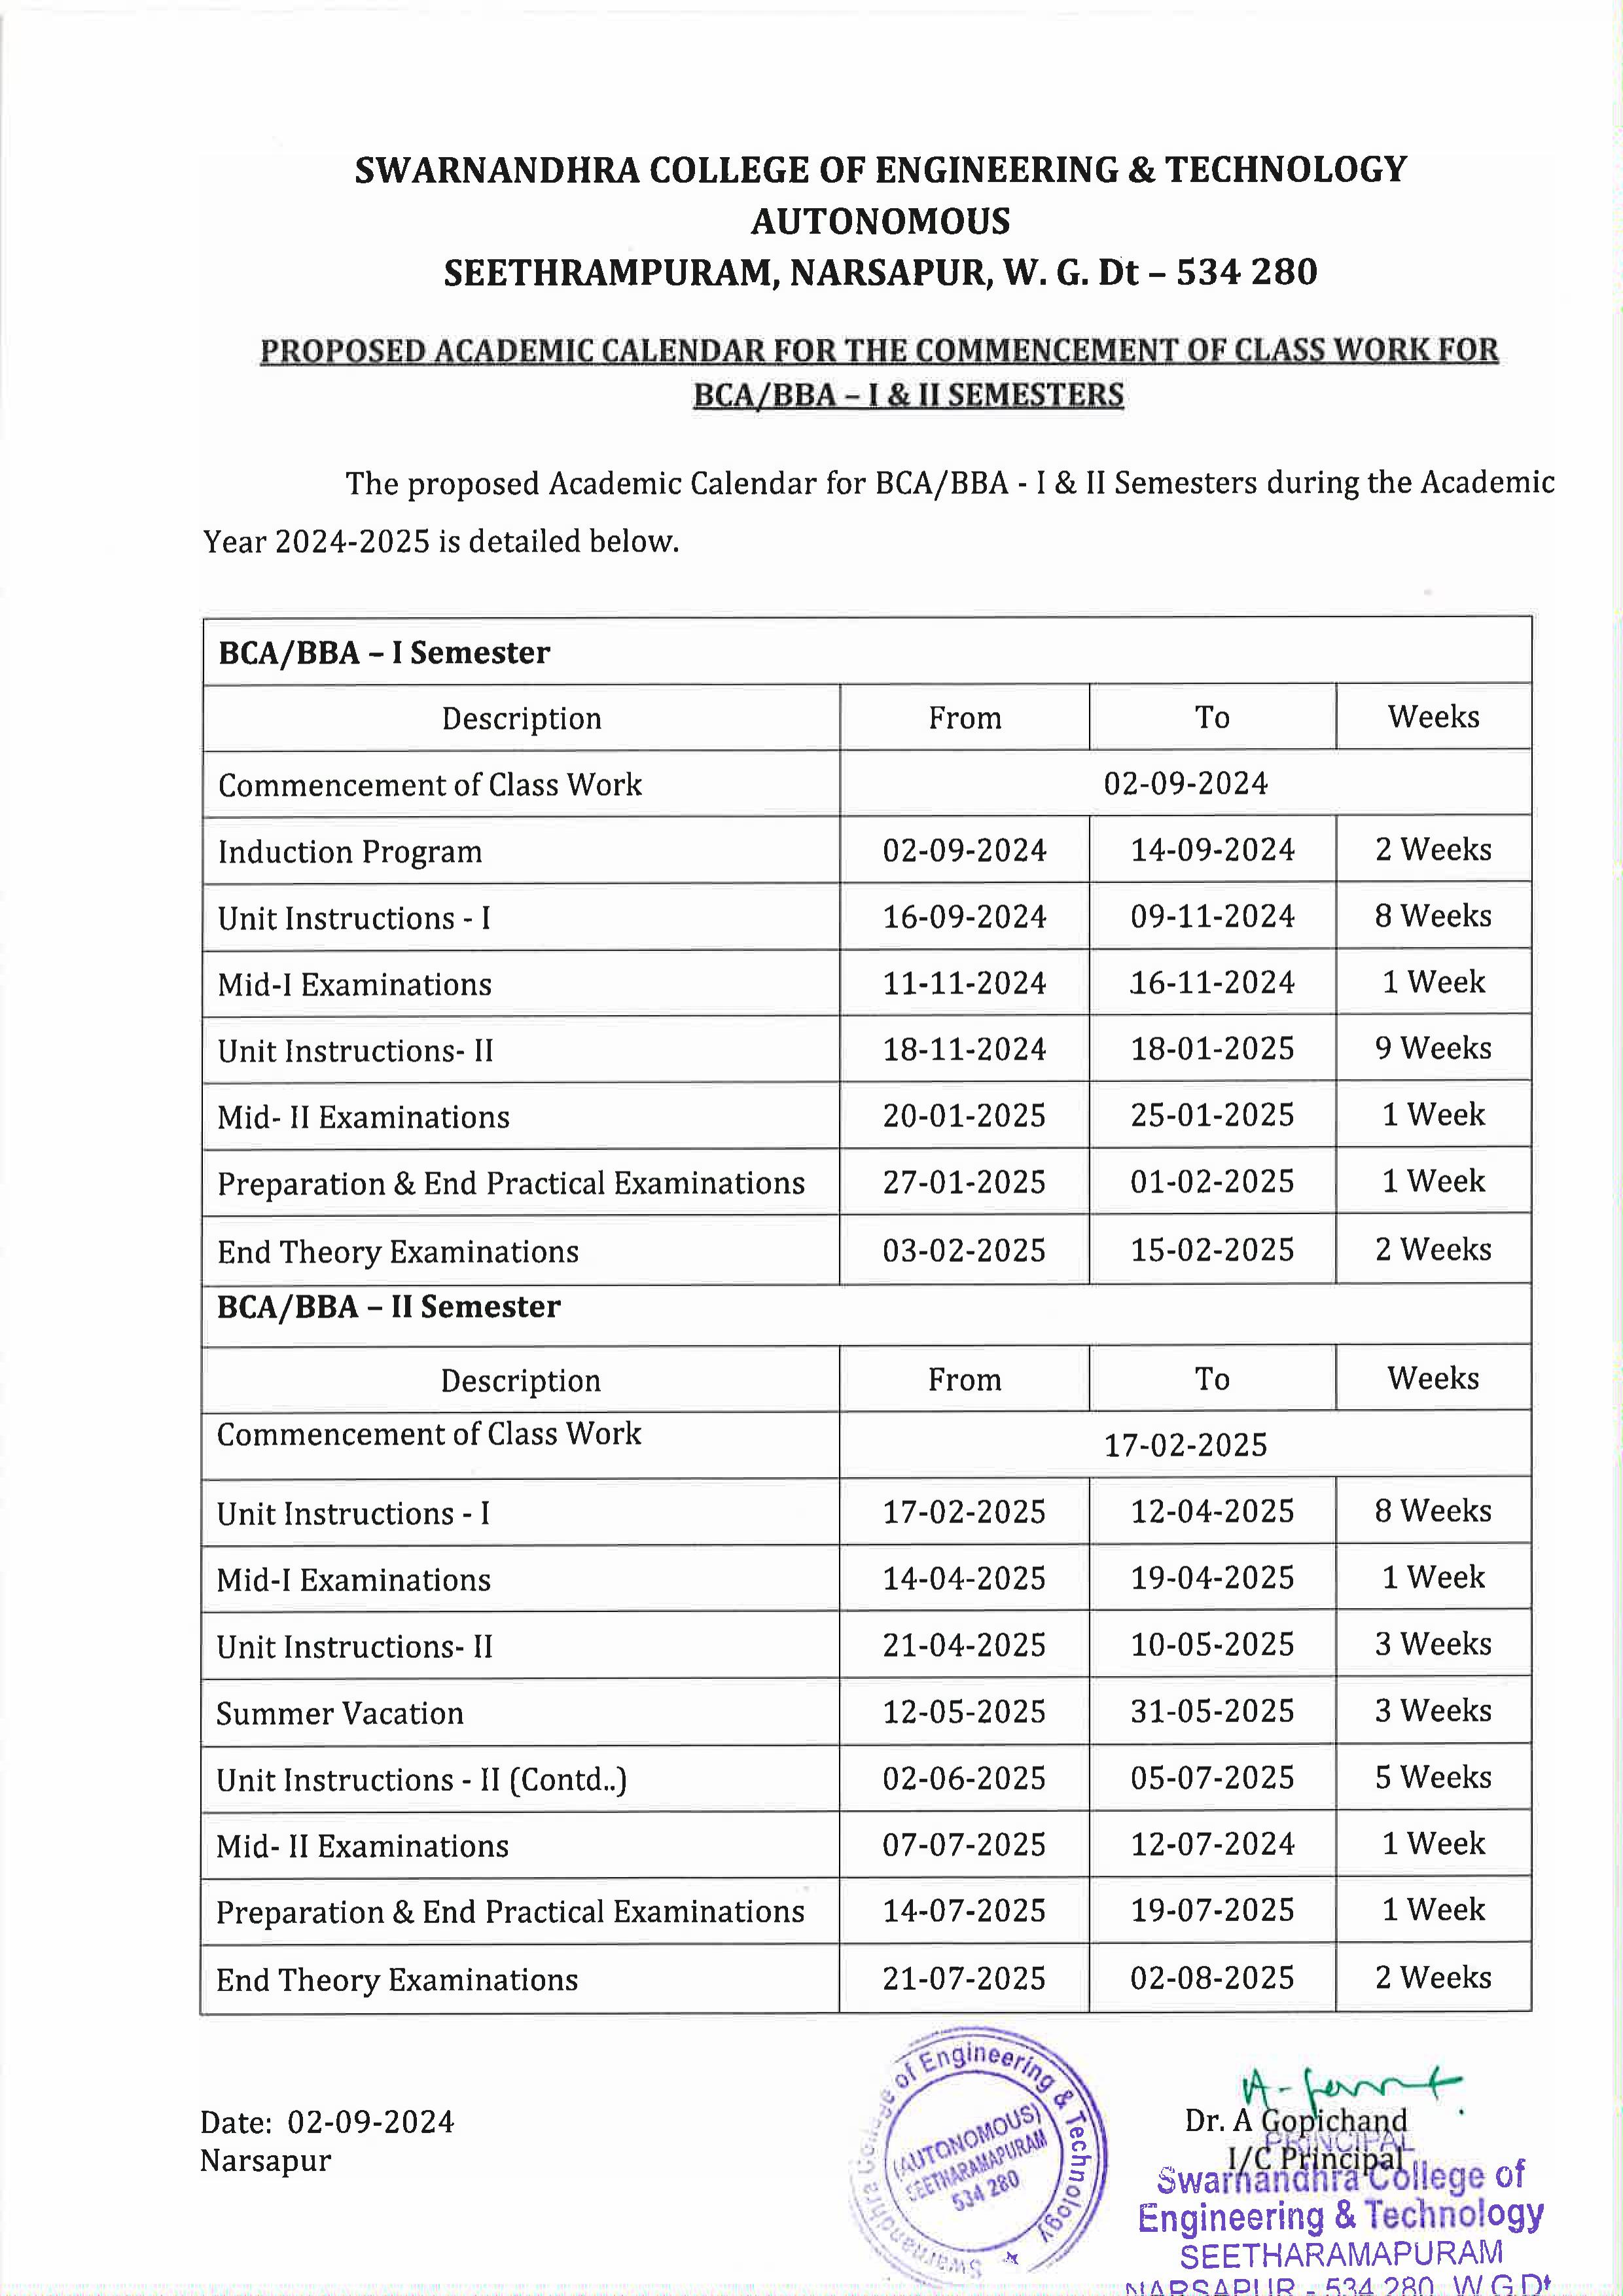 SWARNANDHRA COLLEGE OF ENGINEERING & TECHNOLOGY
AUTONOMOUS
SEETHRAMPURAM, NARSAPUR, W. G. Dt – 534 280
PROPOSED ACADEMIC CALENDAR FOR THE COMMENCEMENT OF CLASS WORK FOR
BCA/BBA – I & II SEMESTERS
The proposed Academic Calendar for BCA/BBA - I & II Semesters during the Academic
Year 2024-2025 is detailed below.
BCA/BBA – I Semester
Description From To Weeks
Commencement of Class Work 02-09-2024
Induction Program 02-09-2024 14-09-2024 2 Weeks
Unit Instructions - I 16-09-2024 09-11-2024 8 Weeks
Mid-I Examinations 11-11-2024 16-11-2024 1 Week
Unit Instructions- II 18-11-2024 18-01-2025 9 Weeks
Mid- II Examinations 20-01-2025 25-01-2025 1 Week
Preparation & End Practical Examinations 27-01-2025 01-02-2025 1 Week
End Theory Examinations 03-02-2025 15-02-2025 2 Weeks
BCA/BBA – II Semester
Description From To Weeks
Commencement of Class Work 17-02-2025
Unit Instructions - I 17-02-2025 12-04-2025 8 Weeks
Mid-I Examinations 14-04-2025 19-04-2025 1 Week
Unit Instructions- II 21-04-2025 10-05-2025 3 Weeks
Summer Vacation 12-05-2025 31-05-2025 3 Weeks
Unit Instructions - II (Contd..) 02-06-2025 05-07-2025 5 Weeks
Mid- II Examinations 07-07-2025 12-07-2024 1 Week
Preparation & End Practical Examinations 14-07-2025 19-07-2025 1 Week
End Theory Examinations 21-07-2025 02-08-2025 2 Weeks
Date: 02-09-2024
Narsapur
Swarnandhra College of Engineering & Technology
(AUTONOMOUS)
SEETHARAMAPURAM
534 280
Dr. A Gopichand
PRINCIPAL
I/C Principal
Swarnandhra College of
Engineering & Technology
SEETHARAMAPURAM
NARSAPUR - 534 280, W.G.Dt